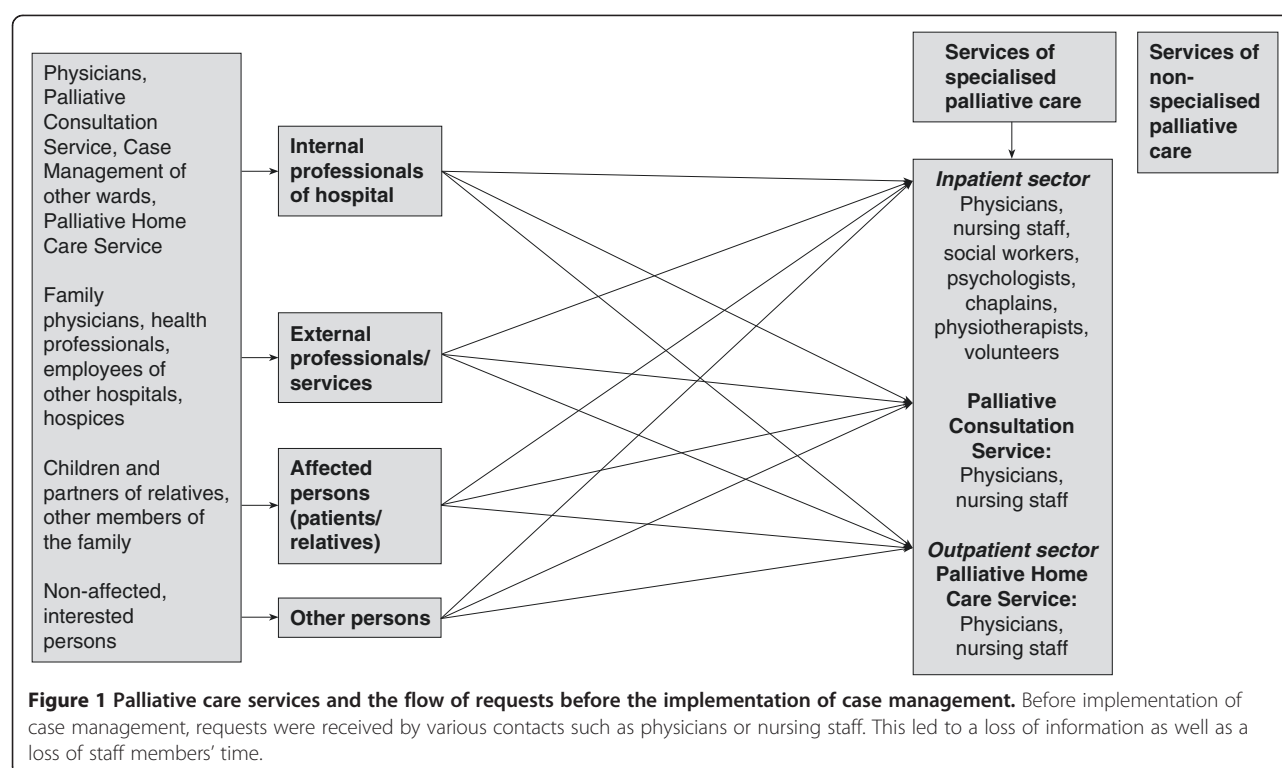 Physicians,
Palliative
Consultation
Service, Case
Management of
other wards,
Palliative Home
Care Service
Family
physicians, health
professionals,
employees of
other hospitals,
hospices
Children and
partners of relatives,
other members of
the family
Non-affected,
interested
persons
Internal
professionals
of hospital
External
professionals/
services
Affected
persons
(patients/
relatives)
Other persons
Services of
specialised
palliative care
Services of
non-
specialised
palliative
care
Inpatient sector
Physicians,
nursing staff,
social workers,
psychologists,
chaplains,
physiotherapists,
volunteers
Palliative
Consultation
Service:
Physicians,
nursing staff
Outpatient sector
Palliative Home
Care Service:
Physicians,
nursing staff
Figure 1 Palliative care services and the flow of requests before the implementation of case management. Before implementation of
case management, requests were received by various contacts such as physicians or nursing staff. This led to a loss of information as well as a
loss of staff members’ time.